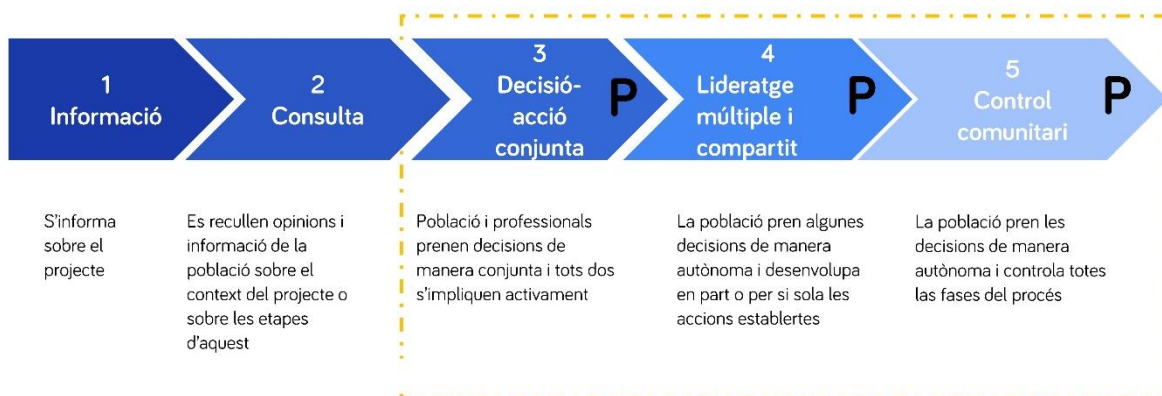 1
Informació
2
Consulta
3
Decisió-
acció
conjunta
P
4
Lideratge
múltiple i
compartit
P
5
Control
comunitari
P
S'informa
sobre el
projecte
Es recullen opinions i
informació de la
població sobre el
context del projecte o
sobre les etapes
d'aquest
Població i professionals
prenen decisions de
manera conjunta i tots dos
s'impliquen activament
La població pren algunes
decisions de manera
autònoma i desenvolupa
en part o per si sola les
accions establertes
La població pren les
decisions de manera
autònoma i controla totes
las fases del procés